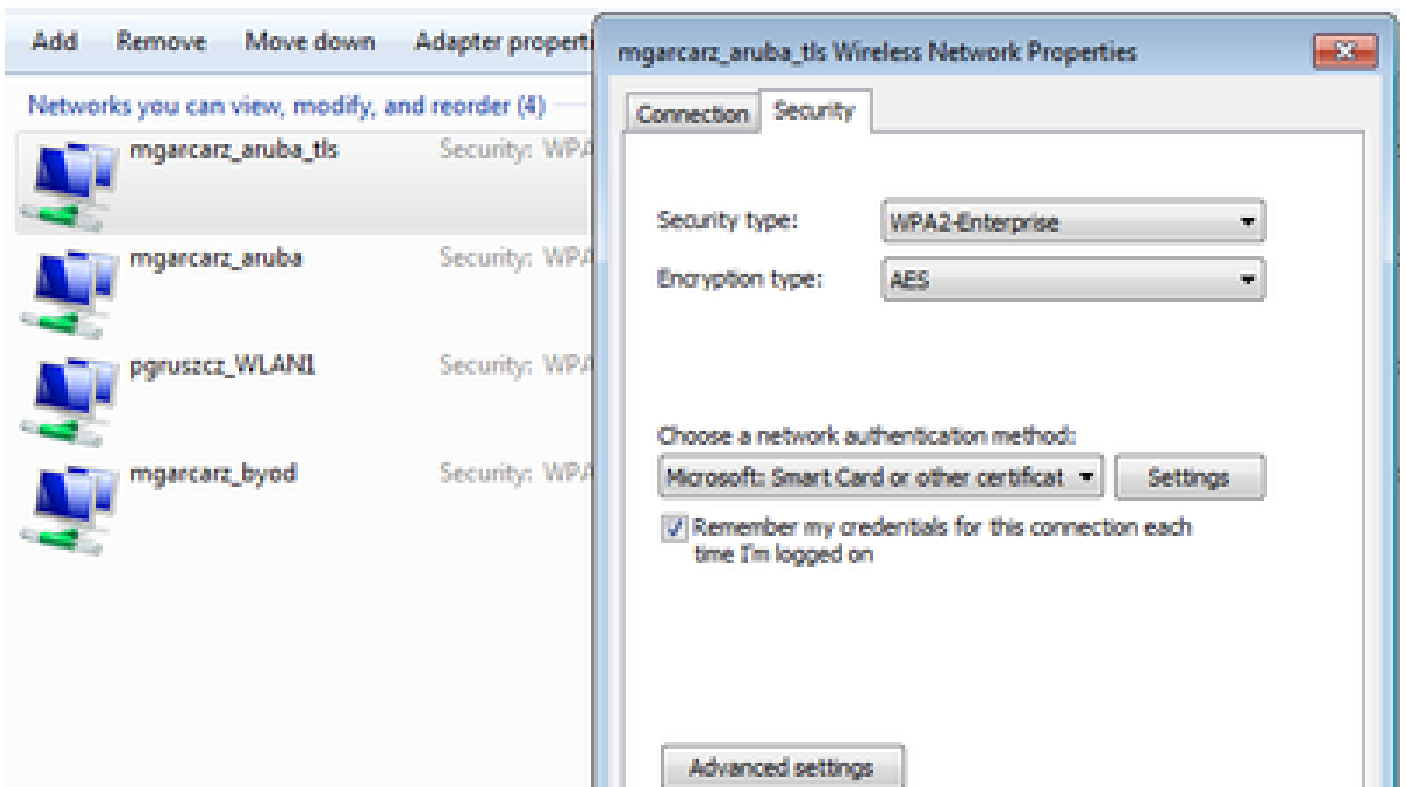 Add Remove Move down Adapter properti
Networks you can view, modify, and reorder (4)
mgarcarz_aruba_tls Security: WPA
mgarcarz_aruba Security: WPA
pgruszcz_WLAN1 Security: WPA
mgarcarz_byod Security: WPA
mgarcarz_aruba_tls Wireless Network Properties
Connection Security
Security type: WPA2-Enterprise
Encryption type: AES
Choose a network authentication method:
Microsoft: Smart Card or other certificat Settings
Remember my credentials for this connection each
time I'm logged on
Advanced settings